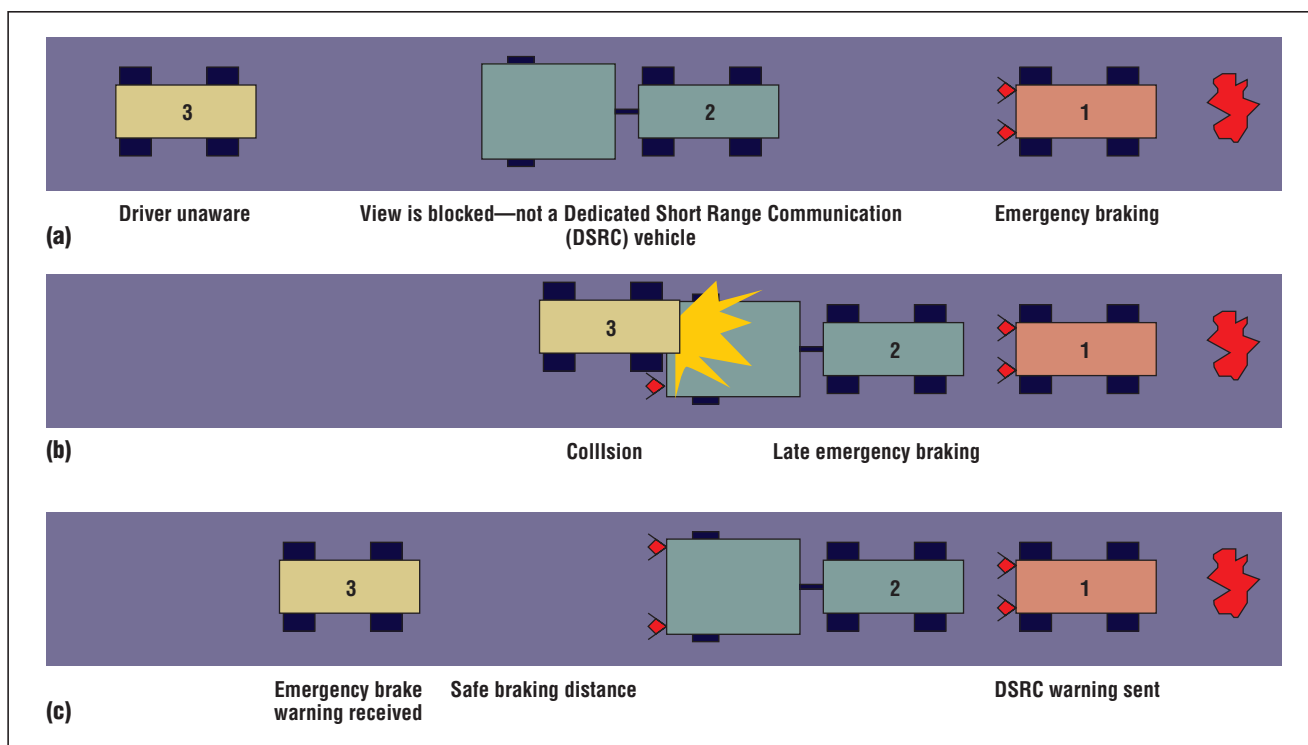 3
2
1
Driver unaware
View is blocked—not a Dedicated Short Range Communication
(DSRC) vehicle
Emergency braking
(a)
3
2
1
(b)
ColIIsion
Late emergency braking
3
2
1
Emergency brake
warning received
Safe braking distance
DSRC warning sent
(c)